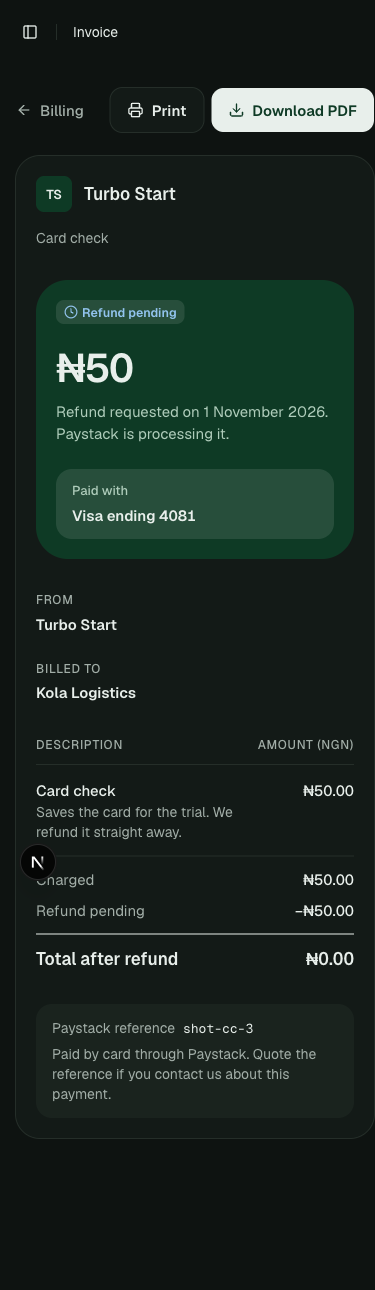 Invoice
Billing
Print
Download PDF
TS
Turbo Start
Card check
Refund pending
₦50
Refund requested on 1 November 2026.
Paystack is processing it.
Paid with
Visa ending 4081
FROM
Turbo Start
BILLED TO
Kola Logistics
DESCRIPTION AMOUNT (NGN)
Card check ₦50.00
Saves the card for the trial. We
refund it straight away.
N
Charged ₦50.00
Refund pending −₦50.00
Total after refund ₦0.00
Paystack reference shot-cc-3
Paid by card through Paystack. Quote the
reference if you contact us about this
payment.